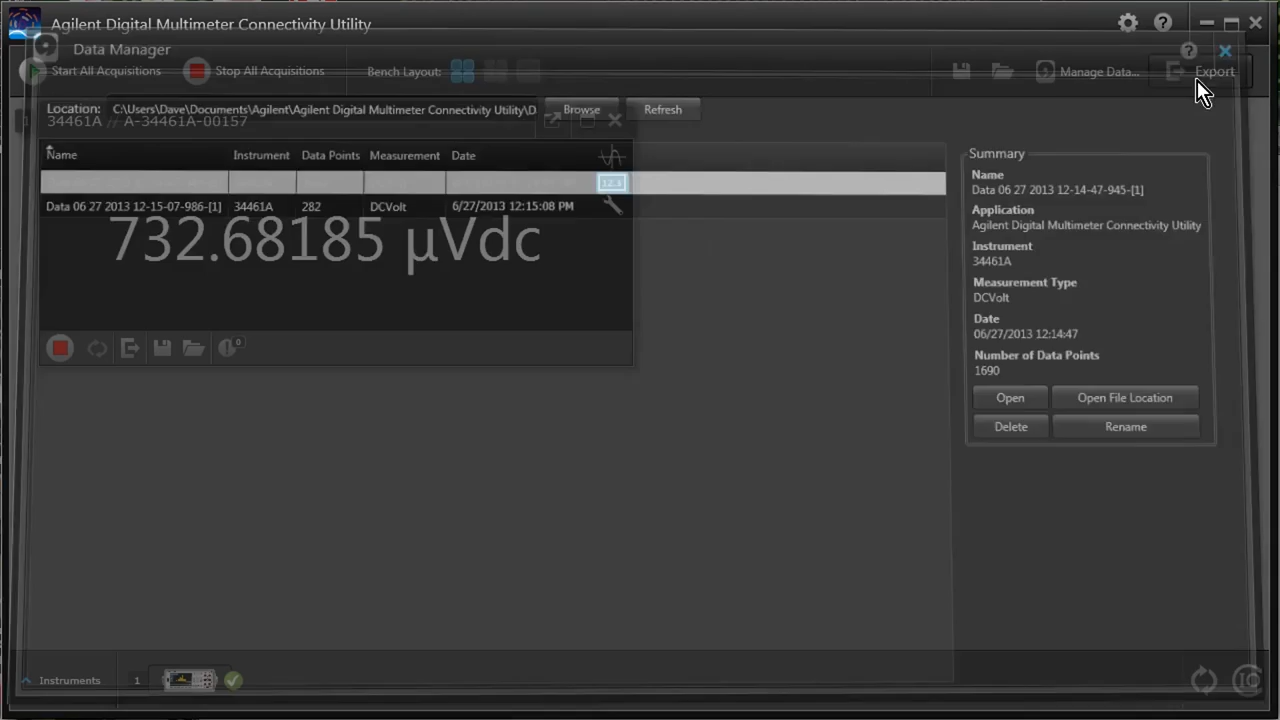 Agilent Digital Multimeter Connectivity Utility
Data Manager
Start All Acquisitions
Stop All Acquisitions
Bench Layout:
Manage Data...
Export
Location: C:\Users\Dave\Documents\Agilent\Agilent Digital Multimeter Connectivity Utility\D
Browse
Refresh
34461A // A-34461A-00157
Name Instrument Data Points Measurement Date
12.3
Data 06 27 2013 12-15-07-986-[1] 34461A 282 DCVolt 6/27/2013 12:15:08 PM
732.68185 µVdc
0
Summary
Name
Data 06 27 2013 12-14-47-945-[1]
Application
Agilent Digital Multimeter Connectivity Utility
Instrument
34461A
Measurement Type
DCVolt
Date
06/27/2013 12:14:47
Number of Data Points
1690
Open
Open File Location
Delete
Rename
Instruments 1
IO